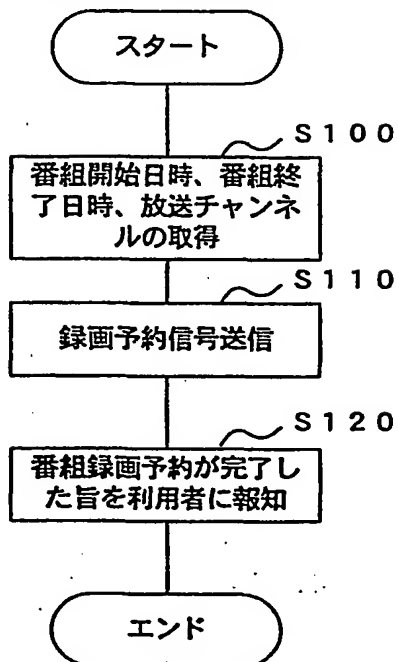 スタート
S100
番組開始日時、番組終
了日時、放送チャンネ
ルの取得
S110
録画予約信号送信
S120
番組録画予約が完了し
た旨を利用者に報知
エンド